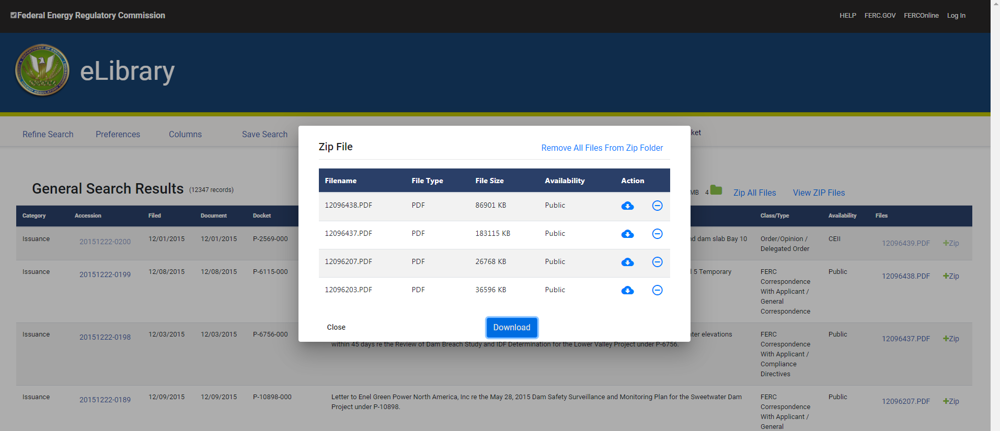 Federal Energy Regulatory Commission
HELP FERC.GOV FERCOnline Log In
eLibrary
Refine Search Preferences Columns Save Search
ket
Zip File
Remove All Files From Zip Folder
Filename File Type File Size Availability Action
12096438.PDF PDF 86901 KB Public
12096437.PDF PDF 183115 KB Public
12096207.PDF PDF 26768 KB Public
12096203.PDF PDF 36596 KB Public
Close Download
General Search Results (12347 records)
MB 4 Zip All Files View ZIP Files
Category Accession Filed Document Docket Class/Type Availability Files
Issuance 20151222-0200 12/01/2015 12/01/2015 P-2569-000 nd dam slab Bay 10 Order/Opinion / CEII 12096439.PDF +Zip
Delegated Order
Issuance 20151222-0199 12/08/2015 12/08/2015 P-6115-000 5 Temporary FERC Public 12096438.PDF +Zip
Correspondence
With Applicant /
General
Correspondence
Issuance 20151222-0198 12/03/2015 12/03/2015 P-6756-000 ter elevations FERC Public 12096437.PDF +Zip
within 45 days re the Review of Dam Breach Study and IDF Determination for the Lower Valley Project under P-6756. Correspondence
With Applicant /
Compliance
Directives
Issuance 20151222-0189 12/09/2015 12/09/2015 P-10898-000 Letter to Enel Green Power North America, Inc re the May 28, 2015 Dam Safety Surveillance and Monitoring Plan for the Sweetwater Dam FERC Public 12096207.PDF +Zip
Project under P-10898. Correspondence
With Applicant /
General